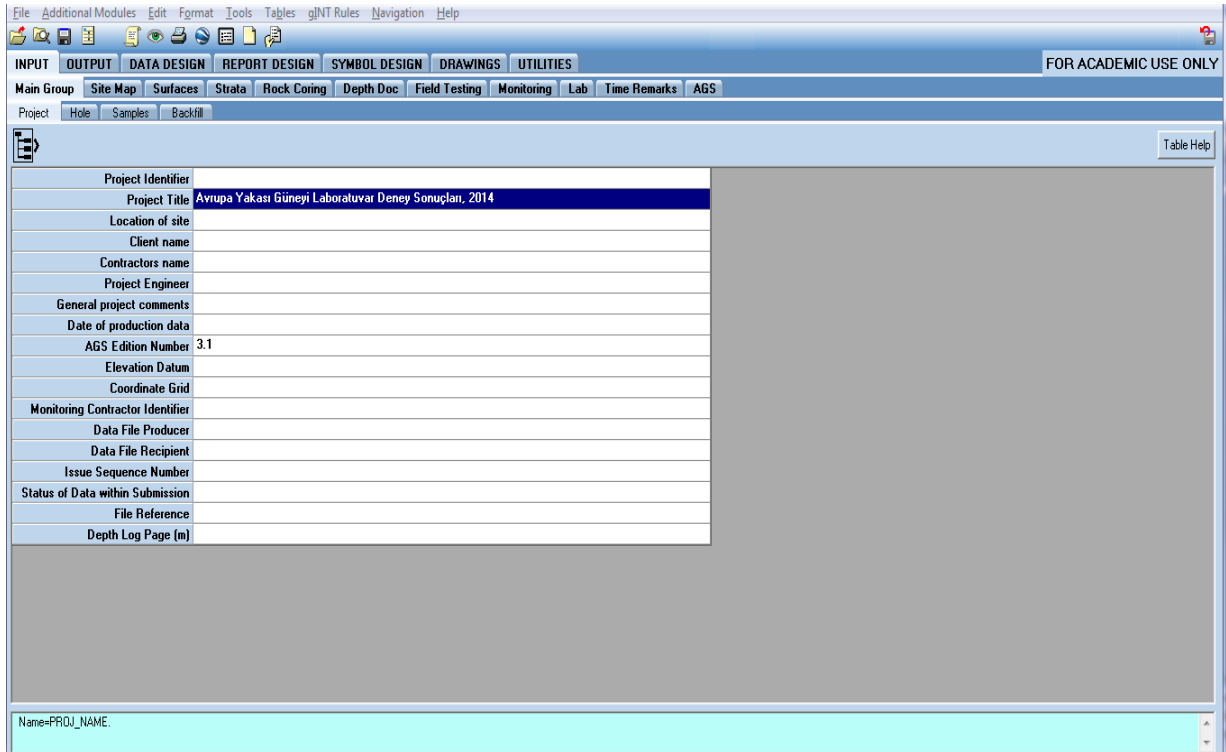 File Additional Modules Edit Format Tools Tables gINT Rules Navigation Help
INPUT OUTPUT DATA DESIGN REPORT DESIGN SYMBOL DESIGN DRAWINGS UTILITIES FOR ACADEMIC USE ONLY
Main Group Site Map Surfaces Strata Rock Coring Depth Doc Field Testing Monitoring Lab Time Remarks AGS
Project Hole Samples Backfill
Table Help
Project Identifier
Project Title Avrupa Yakası Güneyi Laboratuvar Deney Sonuçları, 2014
Location of site
Client name
Contractors name
Project Engineer
General project comments
Date of production data
AGS Edition Number 3.1
Elevation Datum
Coordinate Grid
Monitoring Contractor Identifier
Data File Producer
Data File Recipient
Issue Sequence Number
Status of Data within Submission
File Reference
Depth Log Page (m)
Name=PROJ_NAME.